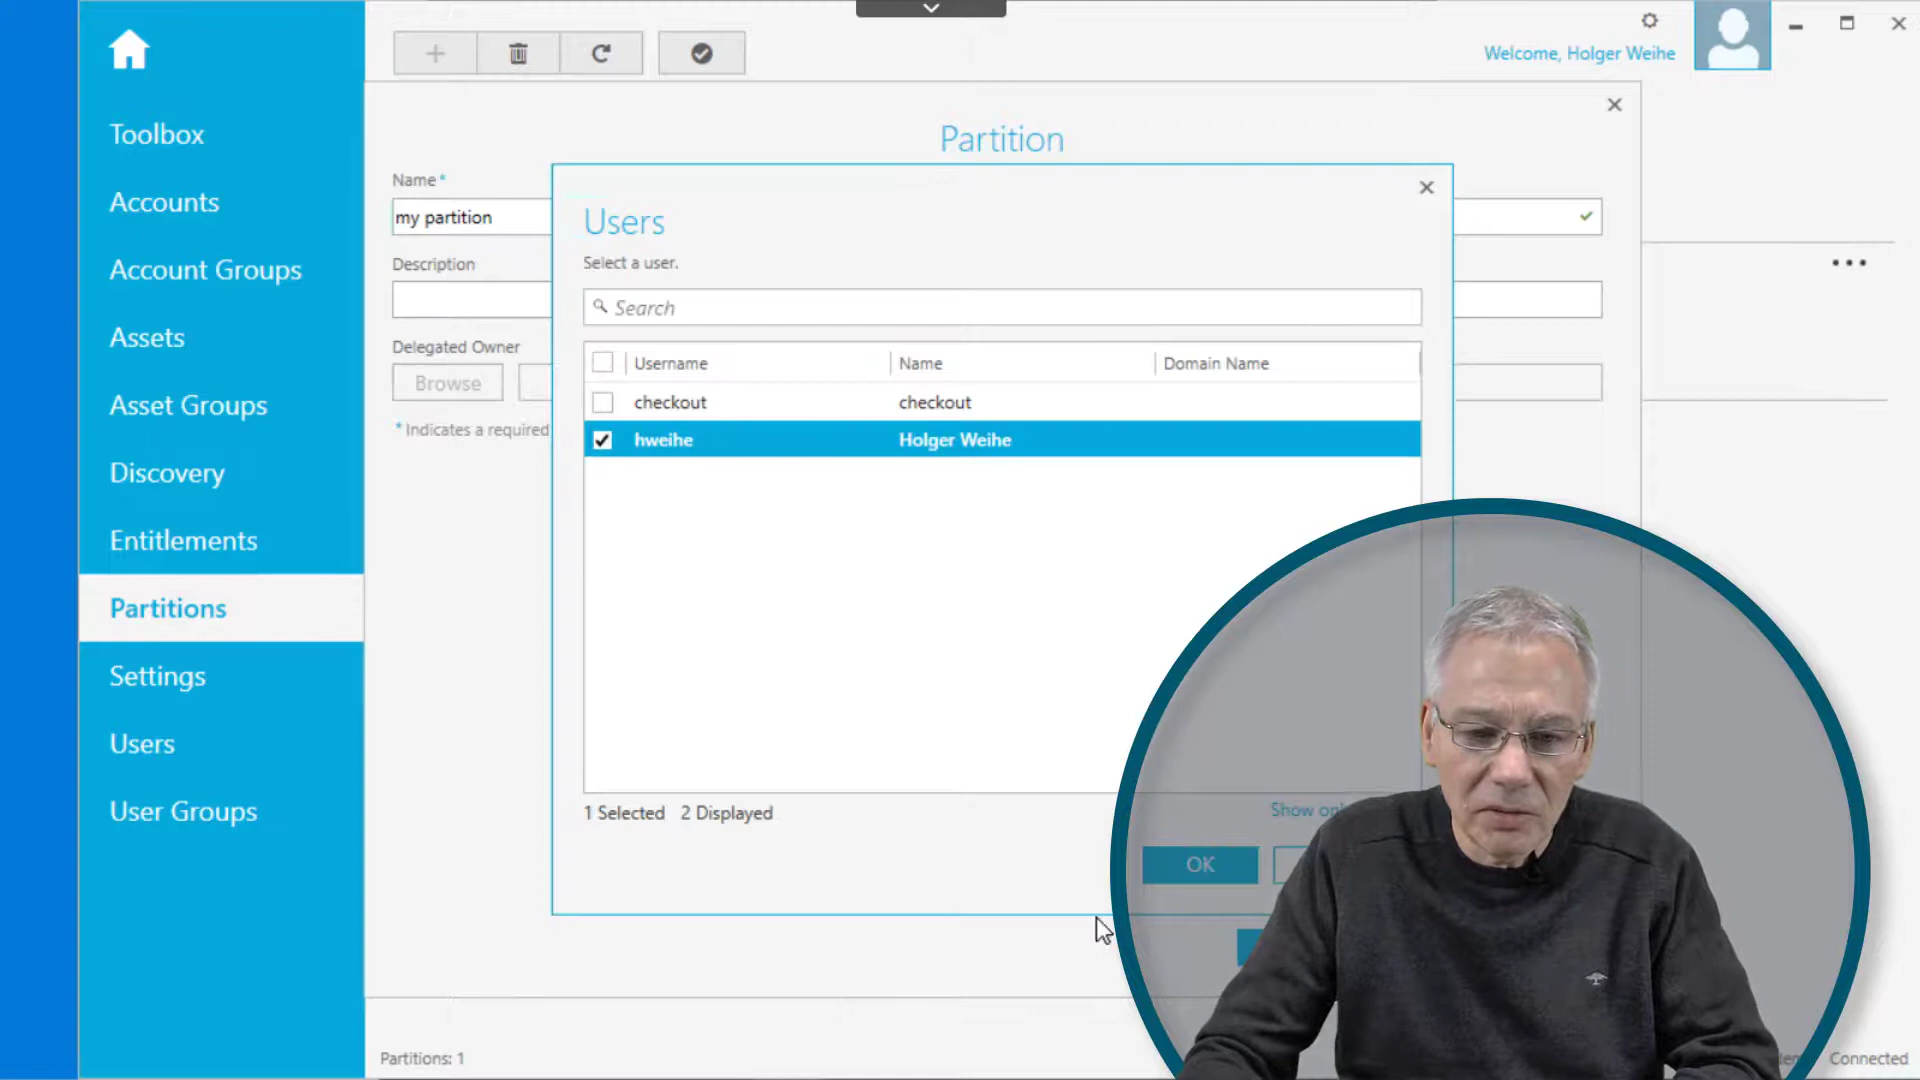 Welcome, Holger Weihe
Toolbox
Accounts
Account Groups
Assets
Asset Groups
Discovery
Entitlements
Partitions
Settings
Users
User Groups
Partition
Name *
my partition
Description
Delegated Owner
Browse
* Indicates a required
Users
Select a user.
Search
Username Name Domain Name
checkout checkout
hweihe Holger Weihe
1 Selected 2 Displayed
Show
OK
Partitions: 1
Connected